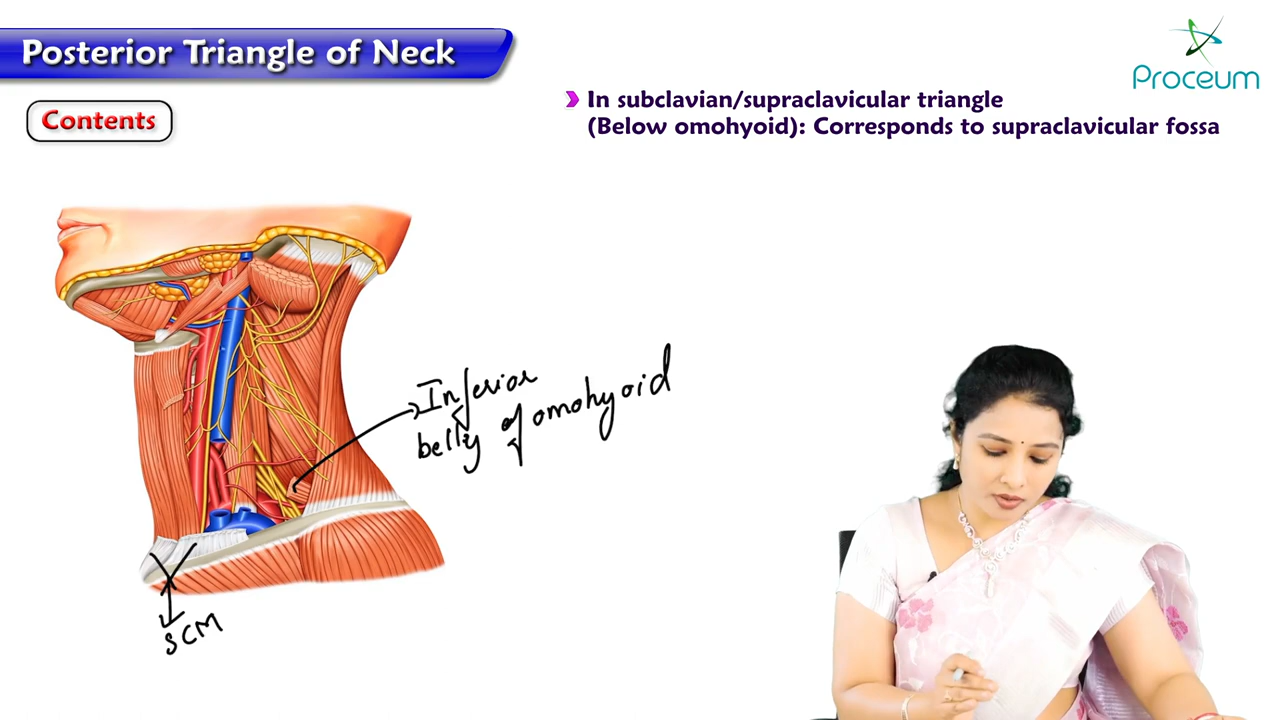 Posterior Triangle of Neck
Proceum
Contents
In subclavian/supraclavicular triangle
(Below omohyoid): Corresponds to supraclavicular fossa
Inferior
belly of omohyoid
SCM